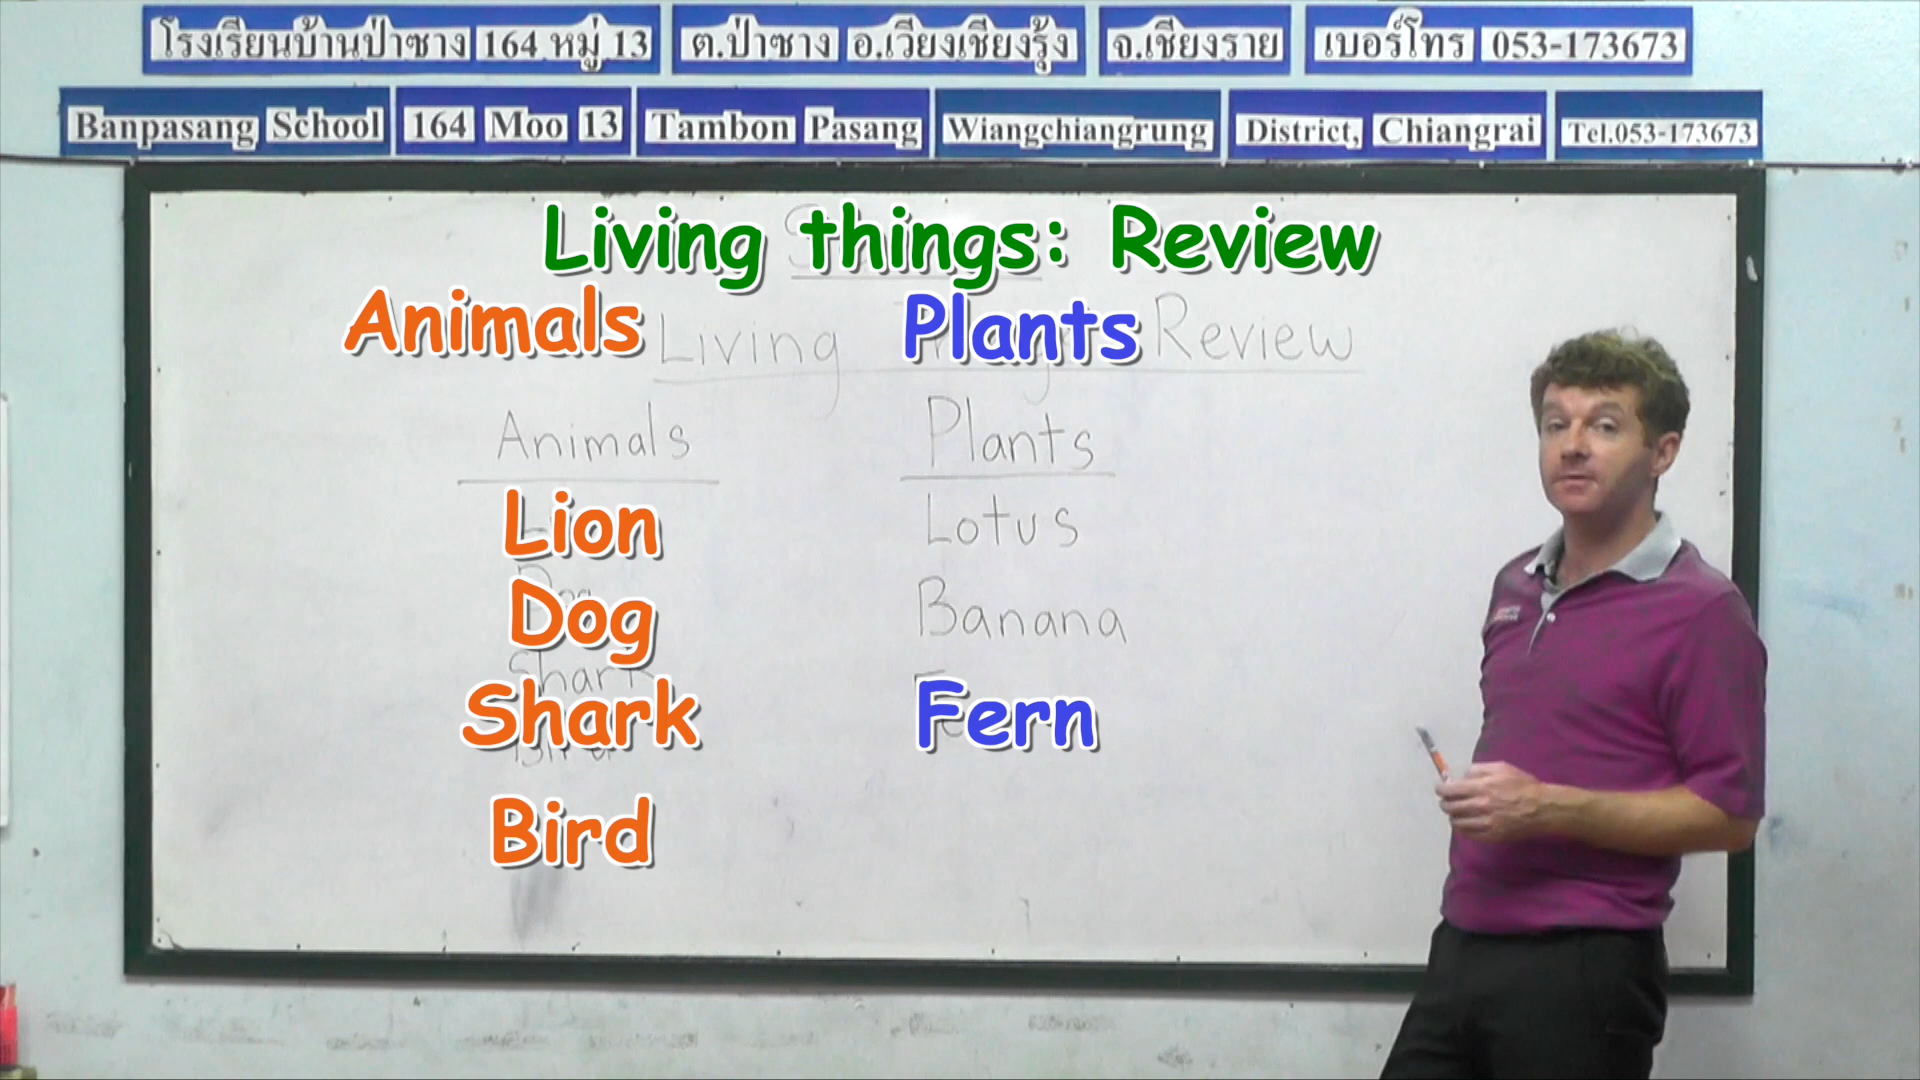 โรงเรียนบ้านป่าซาง 164 หมู่ 13 ต.ป่าซาง อ.เวียงเชียงรุ้ง จ.เชียงราย เบอร์โทร 053-173673
Banpasang School 164 Moo 13 Tambon Pasang Wiangchiangrung District, Chiangrai Tel.053-173673
Living things: Review
Animals Plants
Living Review
Animals Plants
Lion Lotus
Dog
Dog Banana
Shark
Shark Fern
Bird
Bird